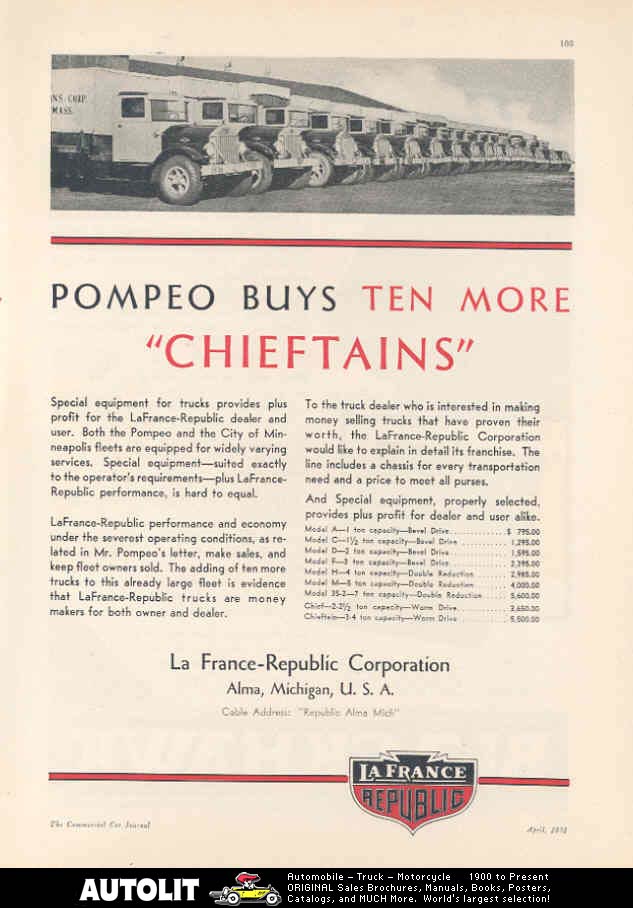 103
NS. CORP.
MASS.
POMPEO BUYS TEN MORE
“CHIEFTAINS”
Special equipment for trucks provides plus
profit for the LaFrance-Republic dealer and
user. Both the Pompeo and the City of Min-
neapolis fleets are equipped for widely varying
services. Special equipment—suited exactly
to the operator's requirements—plus LaFrance-
Republic performance, is hard to equal.
LaFrance-Republic performance and economy
under the severest operating conditions, as re-
lated in Mr. Pompeo's letter, make sales, and
keep fleet owners sold. The adding of ten more
trucks to this already large fleet is evidence
that LaFrance-Republic trucks are money
makers for both owner and dealer.
To the truck dealer who is interested in making
money selling trucks that have proven their
worth, the LaFrance-Republic Corporation
would like to explain in detail its franchise. The
line includes a chassis for every transportation
need and a price to meet all purses.
And Special equipment, properly selected,
provides plus profit for dealer and user alike.
Model A—1 ton capacity—Bevel Drive............$ 795.00
Model C—1½ ton capacity—Bevel Drive............ 1,295.00
Model D—2 ton capacity—Bevel Drive............ 1,595.00
Model F—3 ton capacity—Bevel Drive............ 2,395.00
Model H—4 ton capacity—Double Reduction........ 2,985.00
Model M—5 ton capacity—Double Reduction........ 4,000.00
Model 35-2—7 ton capacity—Double Reduction...... 5,600.00
Chief—2-2½ ton capacity—Worm Drive............ 3,650.00
Chieftain—3-4 ton capacity—Worm Drive............ 5,500.00
La France-Republic Corporation
Alma, Michigan, U. S. A.
Cable Address: "Republic Alma Mich"
LA FRANCE
REPUBLIC
The Commercial Car Journal
April, 1931
AUTOLIT
Automobile – Truck – Motorcycle 1900 to Present
ORIGINAL Sales Brochures, Manuals, Books, Posters,
Catalogs, and MUCH More. World's largest selection!